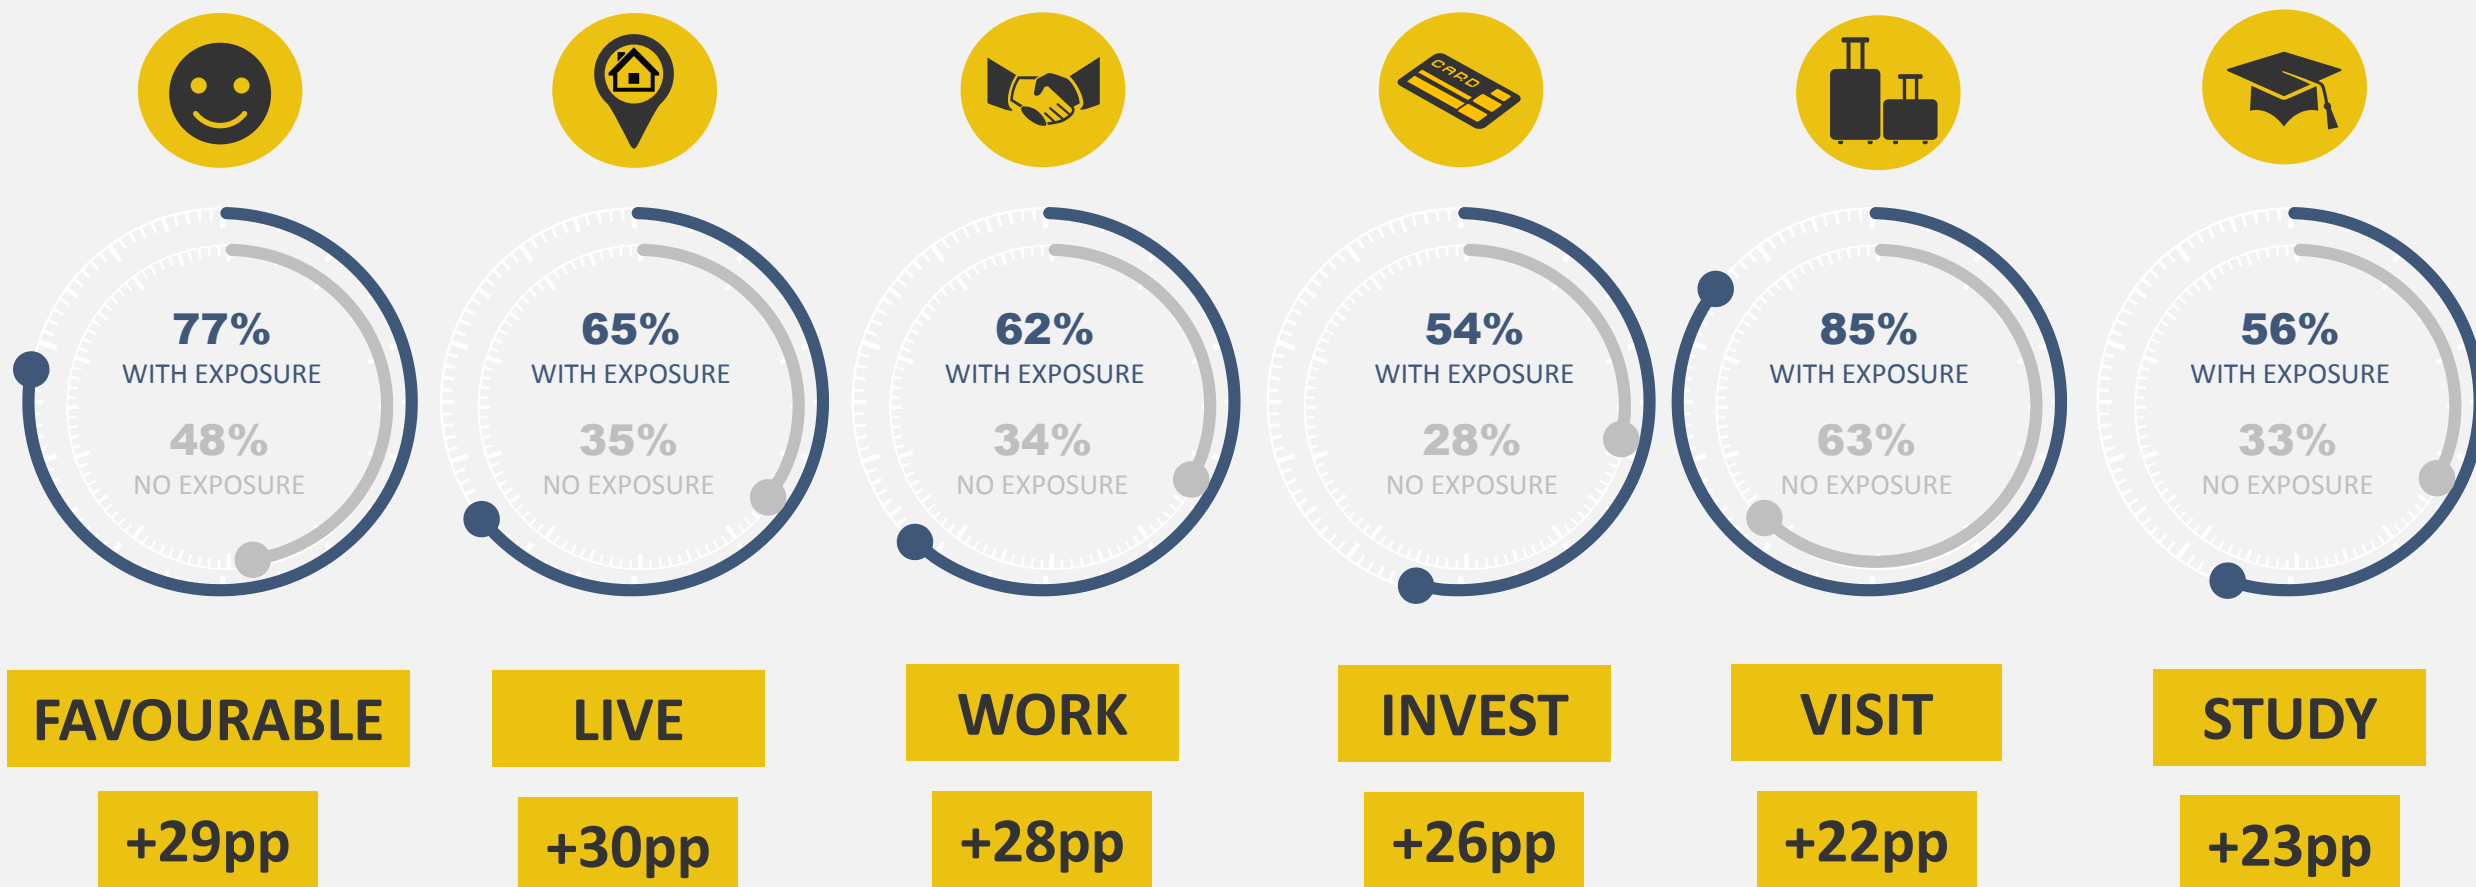 CARD
77%
WITH EXPOSURE
48%
NO EXPOSURE
FAVOURABLE
+29pp
65%
WITH EXPOSURE
35%
NO EXPOSURE
LIVE
+30pp
62%
WITH EXPOSURE
34%
NO EXPOSURE
WORK
+28pp
54%
WITH EXPOSURE
28%
NO EXPOSURE
INVEST
+26pp
85%
WITH EXPOSURE
63%
NO EXPOSURE
VISIT
+22pp
56%
WITH EXPOSURE
33%
NO EXPOSURE
STUDY
+23pp